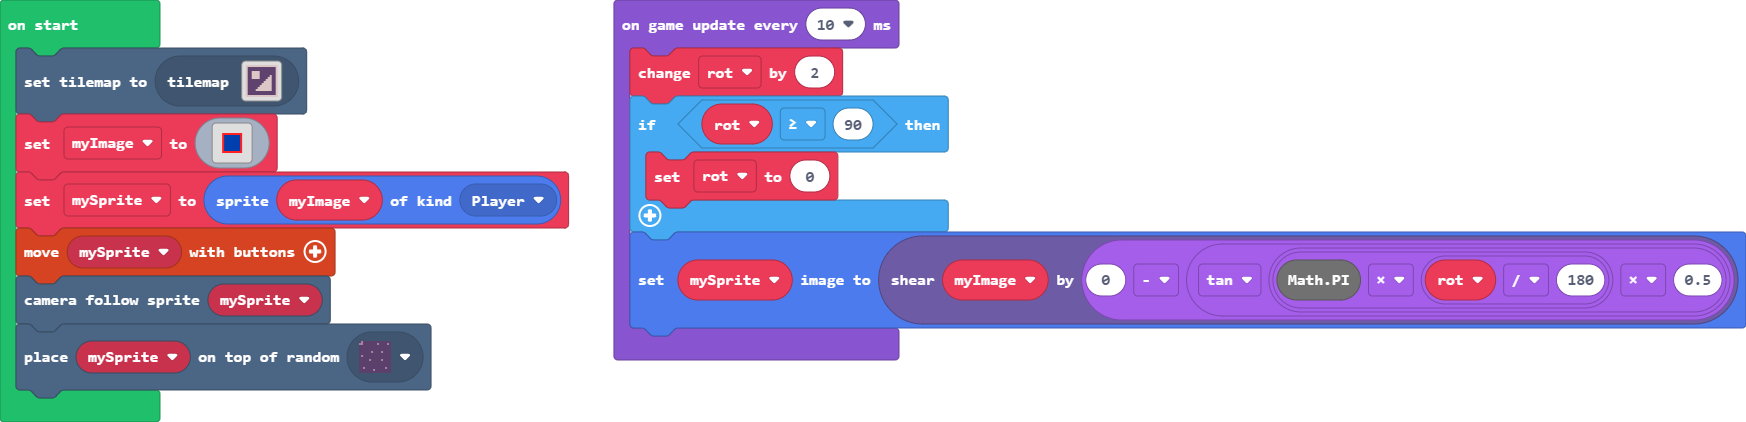 on start
set tilemap to tilemap
set myImage to
set mySprite to sprite myImage of kind Player
move mySprite with buttons
camera follow sprite mySprite
place mySprite on top of random
on game update every 10 ms
change rot by 2
if rot ≥ 90 then
set rot to 0
set mySprite image to shear myImage by 0 - tan Math.PI × rot / 180 × 0.5